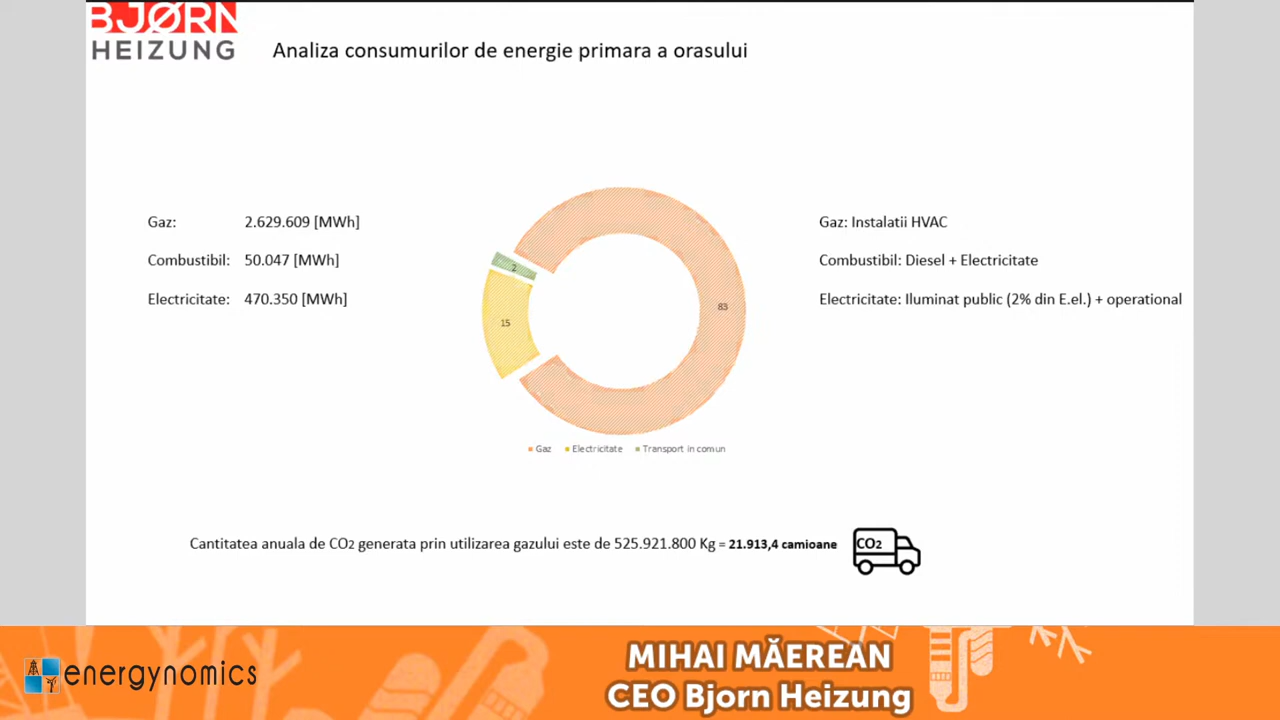 BJØRN
HEIZUNG
Analiza consumurilor de energie primara a orasului
Gaz: 2.629.609 [MWh]
Combustibil: 50.047 [MWh]
Electricitate: 470.350 [MWh]
2
15
83
Gaz Electricitate Transport in comun
Gaz: Instalatii HVAC
Combustibil: Diesel + Electricitate
Electricitate: Iluminat public (2% din E.el.) + operational
Cantitatea anuala de CO2 generata prin utilizarea gazului este de 525.921.800 Kg = 21.913,4 camioane
CO2
energynomics
MIHAI MĂEREAN
CEO Bjorn Heizung